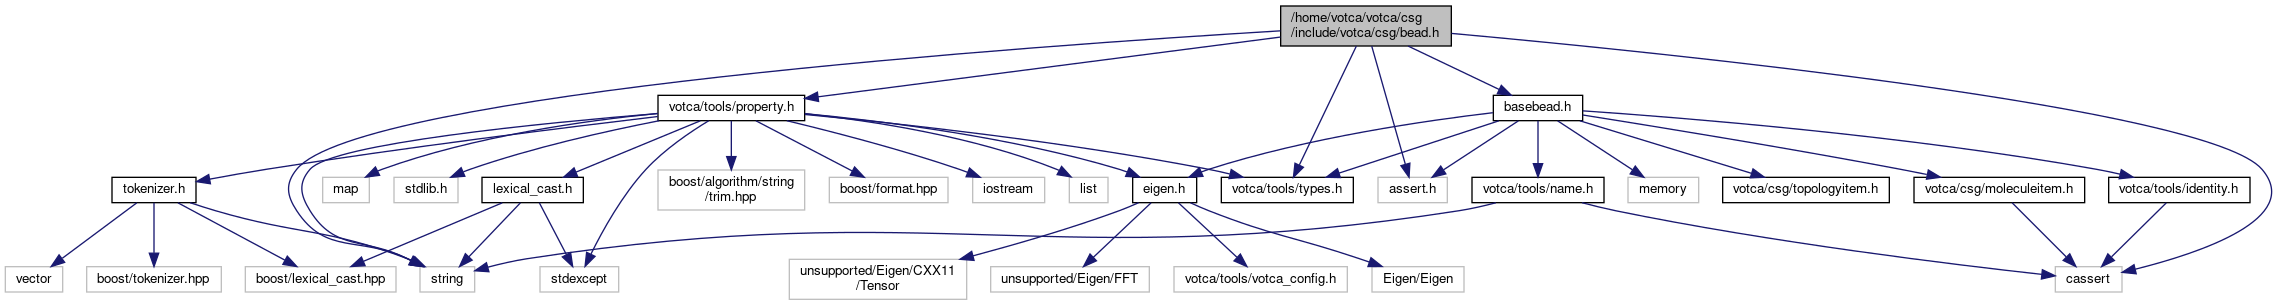 /home/votca/votca/csg
/include/votca/csg/bead.h
votca/tools/property.h
basebead.h
tokenizer.h
map
stdlib.h
lexical_cast.h
boost/algorithm/string
/trim.hpp
boost/format.hpp
iostream
list
eigen.h
votca/tools/types.h
assert.h
votca/tools/name.h
memory
votca/csg/topologyitem.h
votca/csg/moleculeitem.h
votca/tools/identity.h
vector
boost/tokenizer.hpp
boost/lexical_cast.hpp
string
stdexcept
unsupported/Eigen/CXX11
/Tensor
unsupported/Eigen/FFT
votca/tools/votca_config.h
Eigen/Eigen
cassert